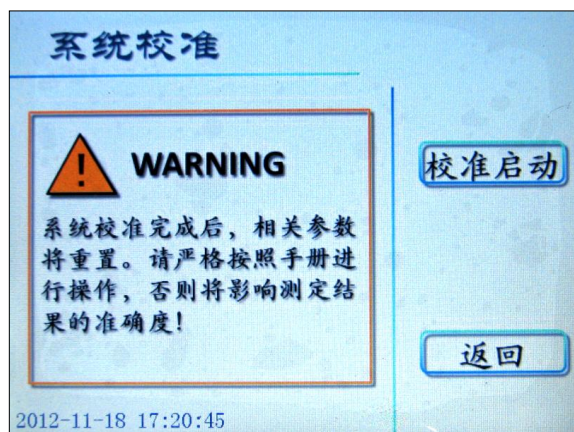 系统校准
WARNING
系统校准完成后，相关参数
将重置。请严格按照手册进
行操作，否则将影响测定结
果的准确度！
校准启动
返回
2012-11-18 17:20:45